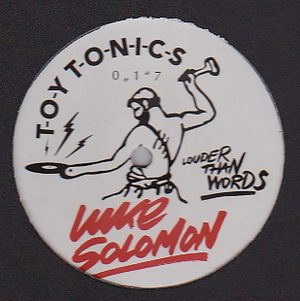 T-O-Y T-O-N-I-C-S
0 1 7
LOUDER
THAN
WORDS
LUKE
SOLOMON